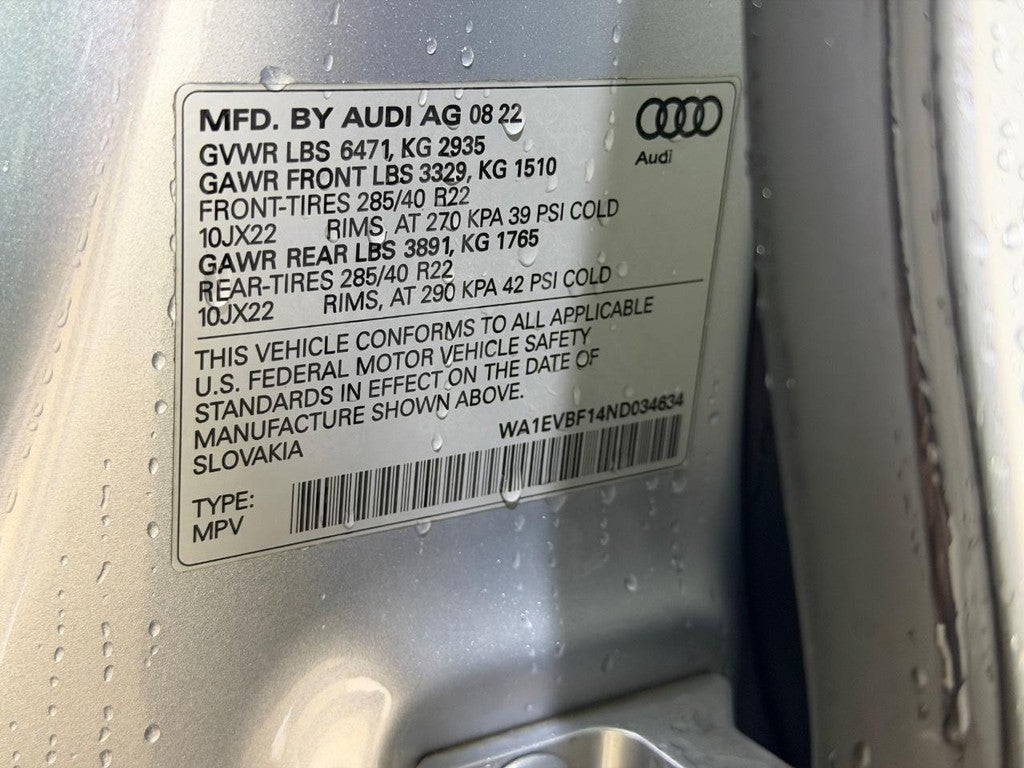 MFD. BY AUDI AG 08 22
Audi
GVWR LBS 6471, KG 2935
GAWR FRONT LBS 3329, KG 1510
FRONT-TIRES 285/40 R22
10JX22 RIMS, AT 270 KPA 39 PSI COLD
GAWR REAR LBS 3891, KG 1765
REAR-TIRES 285/40 R22
10JX22 RIMS, AT 290 KPA 42 PSI COLD
THIS VEHICLE CONFORMS TO ALL APPLICABLE
U.S. FEDERAL MOTOR VEHICLE SAFETY
STANDARDS IN EFFECT ON THE DATE OF
MANUFACTURE SHOWN ABOVE.
SLOVAKIA
WA1EVBF14ND034634
TYPE:
MPV